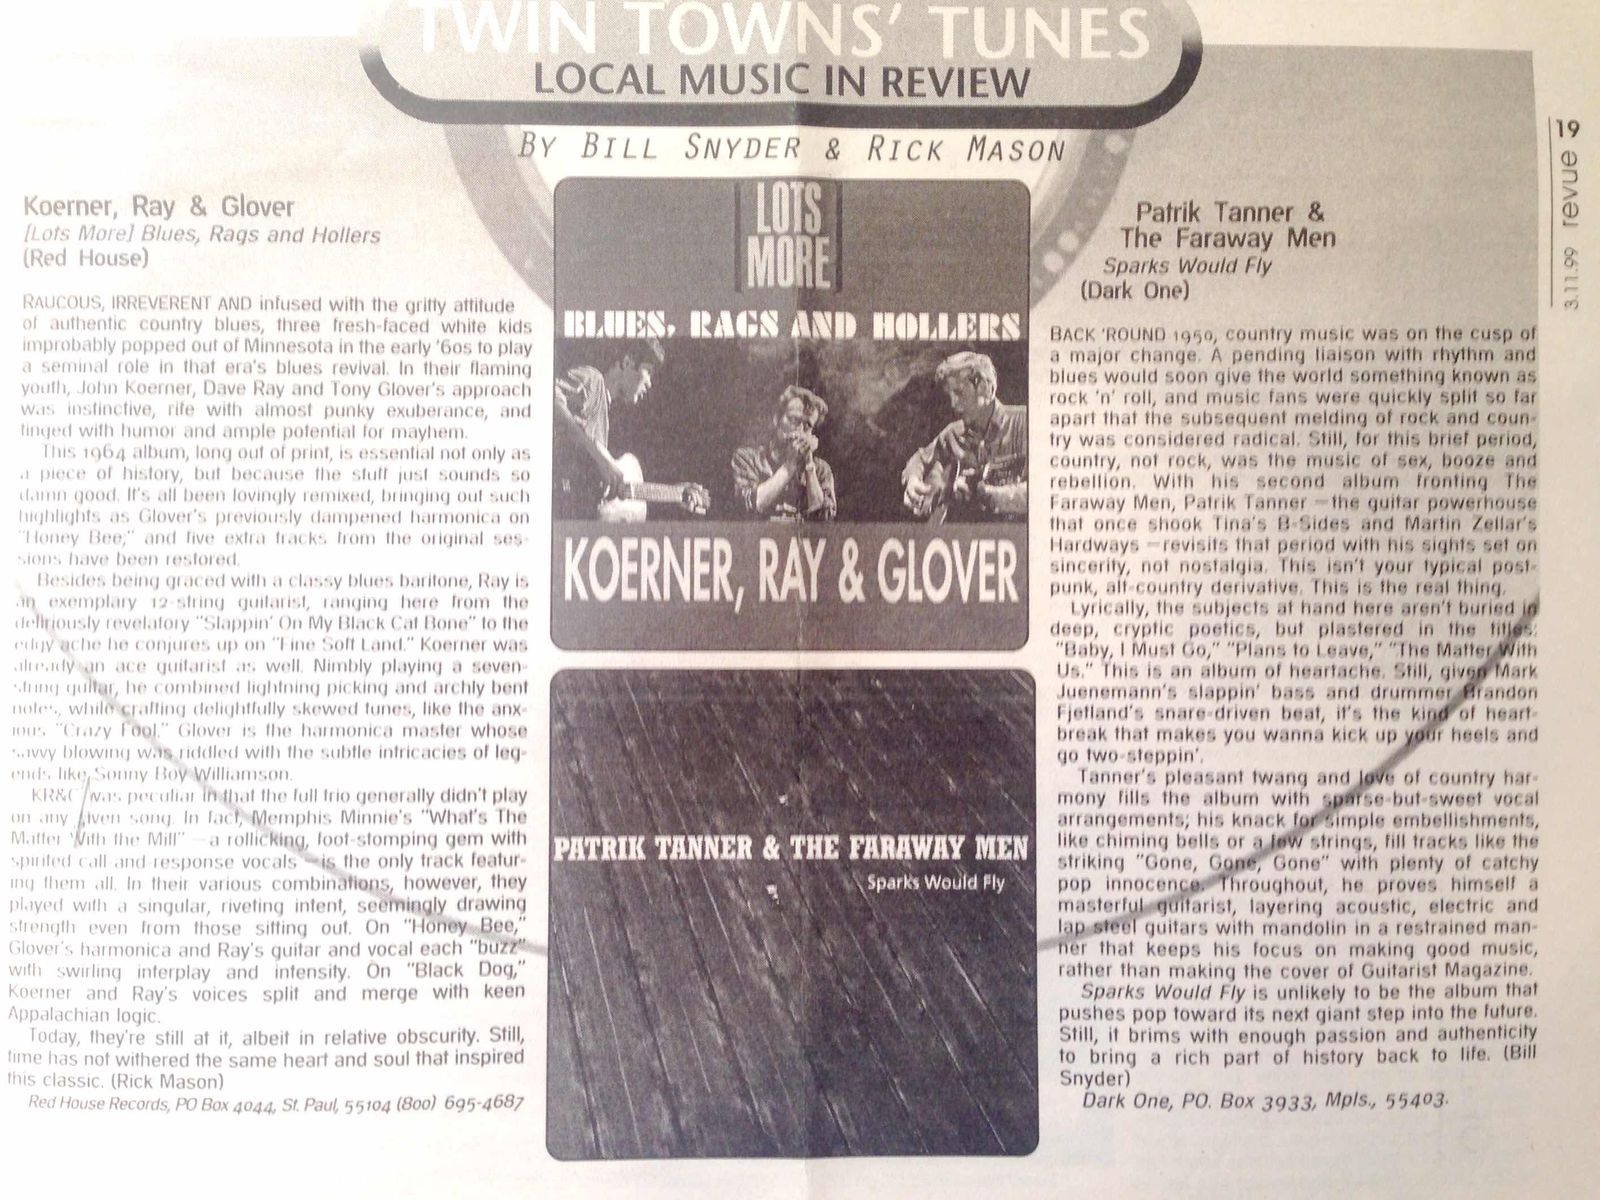 TWIN TOWNS' TUNES
LOCAL MUSIC IN REVIEW
BY BILL SNYDER & RICK MASON
19
revue
3.11.99
Koerner, Ray & Glover
[Lots More] Blues, Rags and Hollers
(Red House)
RAUCOUS, IRREVERENT AND infused with the gritty attitude
of authentic country blues, three fresh-faced white kids
improbably popped out of Minnesota in the early '60s to play
a seminal role in that era's blues revival. In their flaming
youth, John Koerner, Dave Ray and Tony Glover's approach
was instinctive, rife with almost punky exuberance, and
tinged with humor and ample potential for mayhem.
This 1964 album, long out of print, is essential not only as
a piece of history, but because the stuff just sounds so
damn good. It's all been lovingly remixed, bringing out such
highlights as Glover's previously dampened harmonica on
"Honey Bee," and five extra tracks from the original ses-
sions have been restored.
Besides being graced with a classy blues baritone, Ray is
an exemplary 12-string guitarist, ranging here from the
deliriously revelatory "Slappin' On My Black Cat Bone" to the
edgy ache he conjures up on "Fine Soft Land." Koerner was
already an ace guitarist as well. Nimbly playing a seven-
string guitar, he combined lightning picking and archly bent
notes, while crafting delightfully skewed tunes, like the anx-
ious "Crazy Fool." Glover is the harmonica master whose
savvy blowing was riddled with the subtle intricacies of leg-
ends like Sonny Boy Williamson.
KR&G was peculiar in that the full trio generally didn't play
on any given song. In fact, Memphis Minnie's "What's The
Matter With the Mill" — a rollicking, foot-stomping gem with
spirited call-and-response vocals — is the only track featur-
ing them all. In their various combinations, however, they
played with a singular, riveting intent, seemingly drawing
strength even from those sitting out. On "Honey Bee,"
Glover's harmonica and Ray's guitar and vocal each "buzz"
with swirling interplay and intensity. On "Black Dog,"
Koerner and Ray's voices split and merge with keen
Appalachian logic.
Today, they're still at it, albeit in relative obscurity. Still,
time has not withered the same heart and soul that inspired
this classic. (Rick Mason)
Red House Records, PO Box 4044, St. Paul, 55104 (800) 695-4687
LOTS
MORE
BLUES, RAGS AND HOLLERS
KOERNER, RAY & GLOVER
PATRIK TANNER & THE FARAWAY MEN
Sparks Would Fly
Patrik Tanner &
The Faraway Men
Sparks Would Fly
(Dark One)
BACK 'ROUND 1950, country music was on the cusp of
a major change. A pending liaison with rhythm and
blues would soon give the world something known as
rock 'n' roll, and music fans were quickly split so far
apart that the subsequent melding of rock and coun-
try was considered radical. Still, for this brief period,
country, not rock, was the music of sex, booze and
rebellion. With his second album fronting The
Faraway Men, Patrik Tanner —the guitar powerhouse
that once shook Tina's B-Sides and Martin Zellar's
Hardways —revisits that period with his sights set on
sincerity, not nostalgia. This isn't your typical post-
punk, alt-country derivative. This is the real thing.
Lyrically, the subjects at hand here aren't buried in
deep, cryptic poetics, but plastered in the titles:
"Baby, I Must Go," "Plans to Leave," "The Matter With
Us." This is an album of heartache. Still, given Mark
Juenemann's slappin' bass and drummer Brandon
Fjetland's snare-driven beat, it's the kind of heart-
break that makes you wanna kick up your heels and
go two-steppin'.
Tanner's pleasant twang and love of country har-
mony fills the album with sparse-but-sweet vocal
arrangements; his knack for simple embellishments,
like chiming bells or a few strings, fill tracks like the
striking "Gone, Gone, Gone" with plenty of catchy
pop innocence. Throughout, he proves himself a
masterful guitarist, layering acoustic, electric and
lap steel guitars with mandolin in a restrained man-
ner that keeps his focus on making good music,
rather than making the cover of Guitarist Magazine.
Sparks Would Fly is unlikely to be the album that
pushes pop toward its next giant step into the future.
Still, it brims with enough passion and authenticity
to bring a rich part of history back to life. (Bill
Snyder)
Dark One, PO. Box 3933, Mpls., 55403.